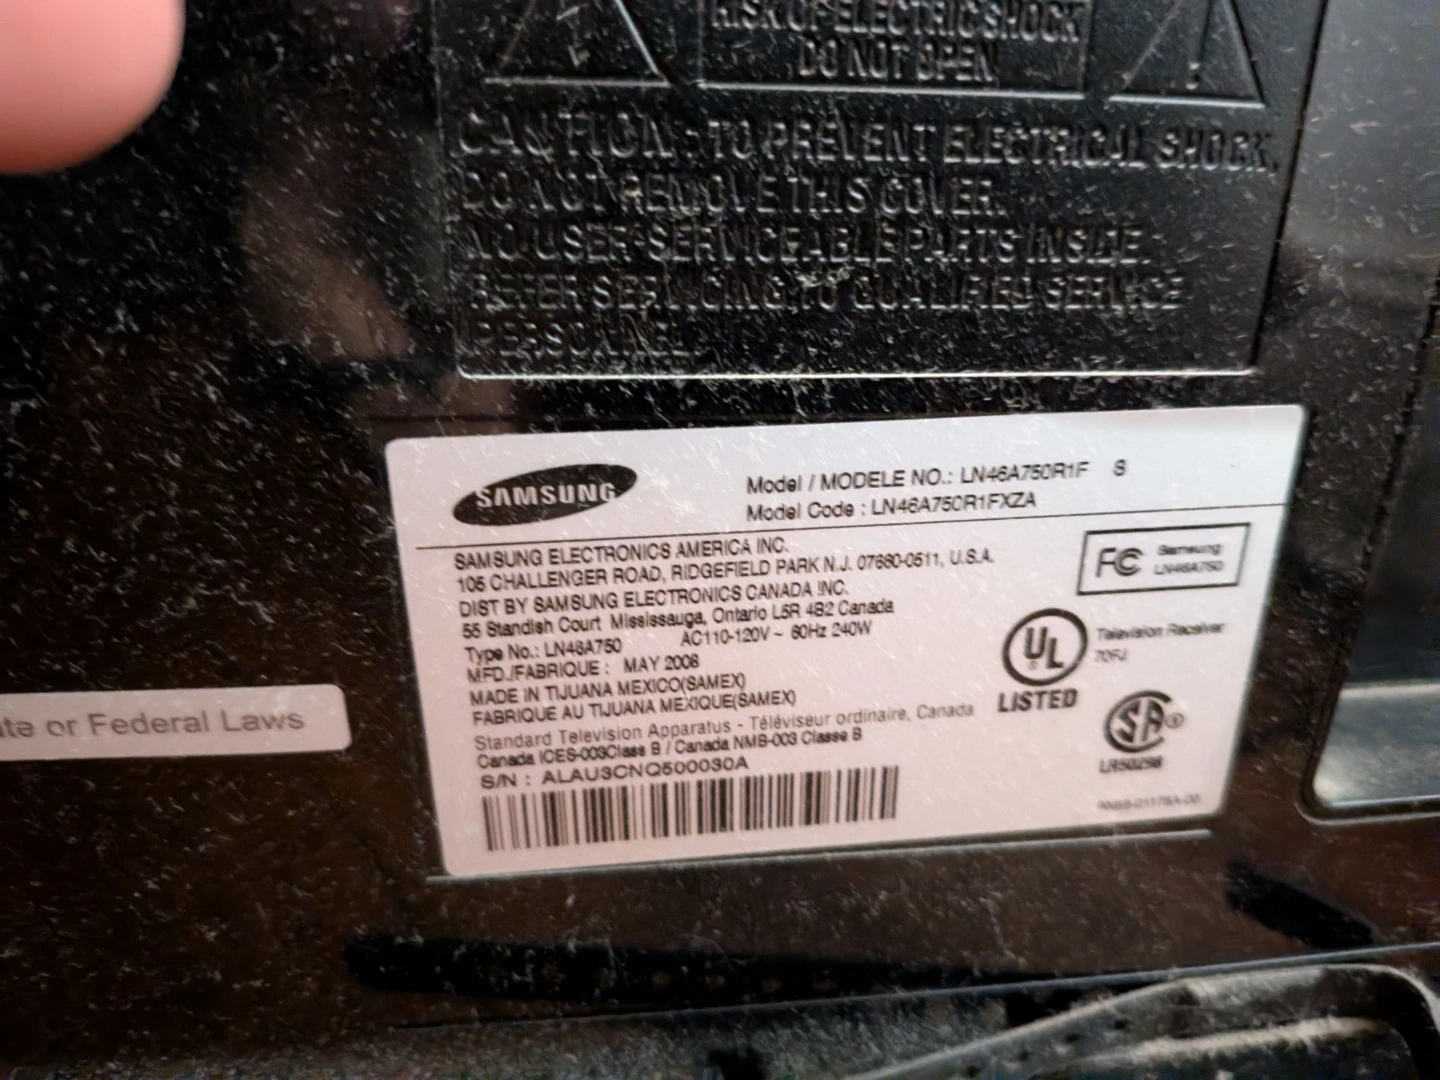 RISK OF ELECTRIC SHOCK
DO NOT OPEN
CAUTION: TO PREVENT ELECTRICAL SHOCK,
DO NOT REMOVE THIS COVER.
NO USER SERVICEABLE PARTS INSIDE.
REFER SERVICING TO QUALIFIED SERVICE
PERSONNEL
SAMSUNG
Model / MODELE NO.: LN46A750R1F S
Model Code : LN46A750R1FXZA
SAMSUNG ELECTRONICS AMERICA INC.
105 CHALLENGER ROAD, RIDGEFIELD PARK N.J. 07660-0511, U.S.A.
DIST BY SAMSUNG ELECTRONICS CANADA INC.
55 Standish Court Mississauga, Ontario L5R 4B2 Canada
Type No.: LN46A750 AC110-120V~ 60Hz 240W
MFD./FABRIQUE : MAY 2008
MADE IN TIJUANA MEXICO(SAMEX)
FABRIQUE AU TIJUANA MEXIQUE(SAMEX)
Standard Television Apparatus - Téléviseur ordinaire, Canada
Canada ICES-003Class B / Canada NMB-003 Classe B
S/N : ALAU3CNQ500030A
FC Samsung
LN46A750
UL
LISTED
Television Receiver
70FJ
SA
LR50298
ate or Federal Laws